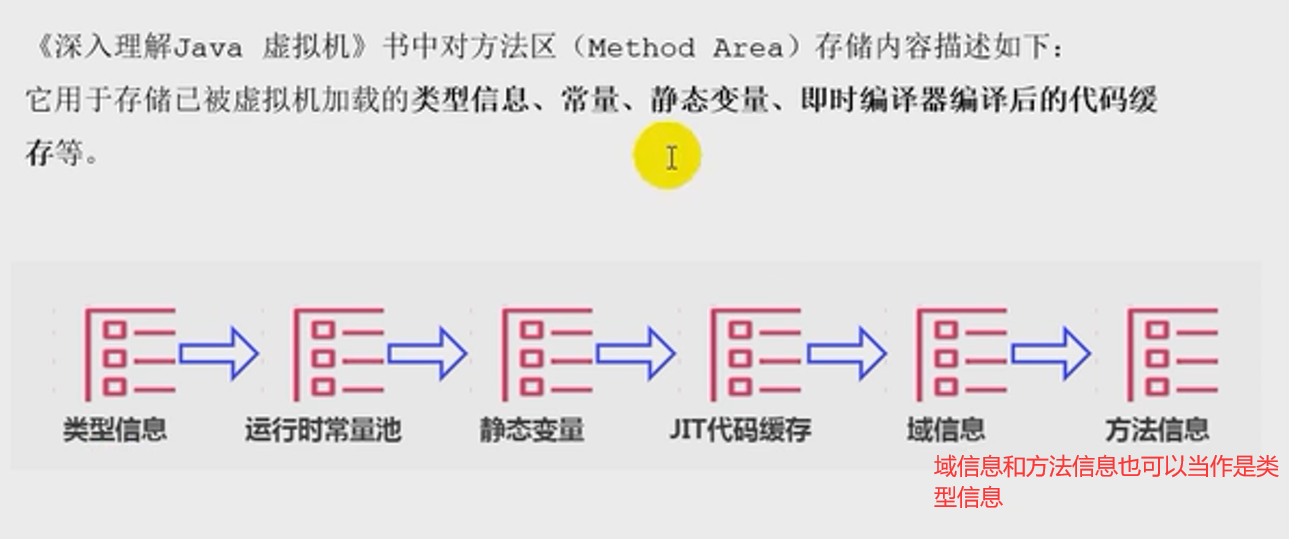 《深入理解Java 虚拟机》书中对方法区（Method Area）存储内容描述如下：
它用于存储已被虚拟机加载的类型信息、常量、静态变量、即时编译器编译后的代码缓
存等。
类型信息 运行时常量池 静态变量 JIT代码缓存 域信息 方法信息
域信息和方法信息也可以当作是类
型信息